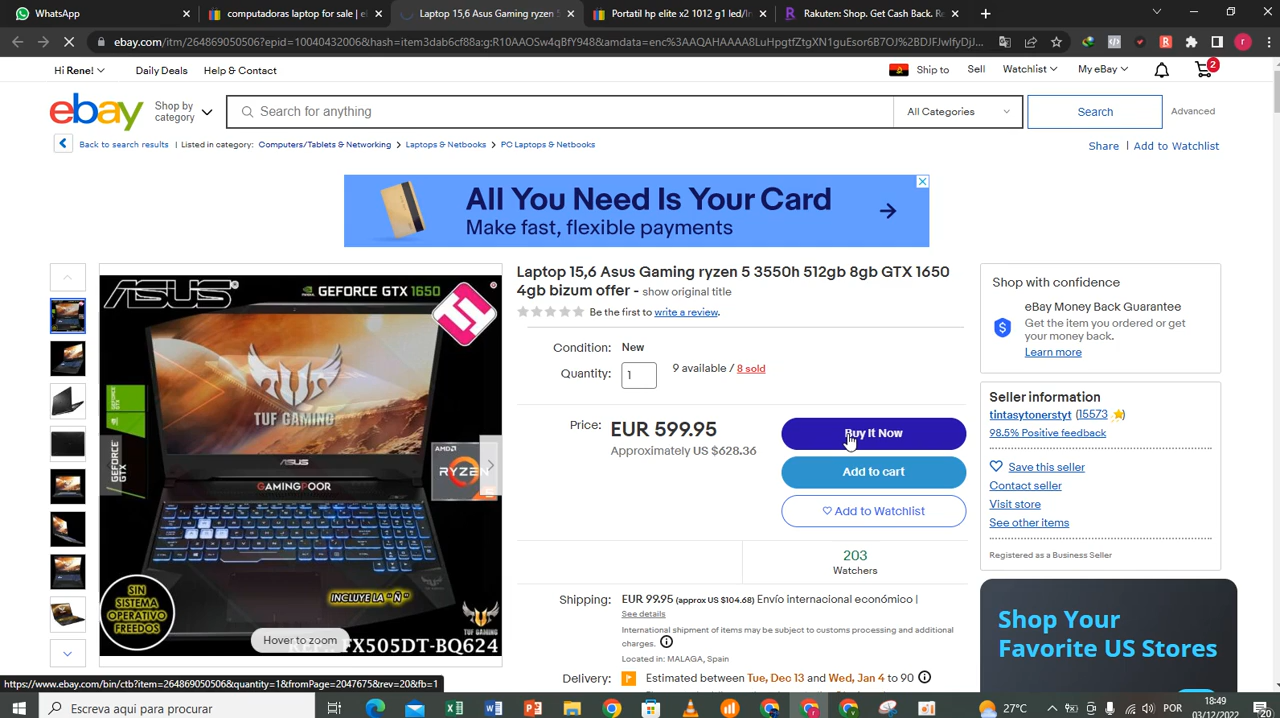 (1) WhatsApp
computadoras laptop for sale | el
Laptop 15,6 Asus Gaming ryzen 5
Portatil hp elite x2 1012 g1 led/in
Rakuten: Shop Get Cash Back. Re
ebay.com/itm/264869050506?epid=10040432006&hash=item3dab6cf88a:g:R10AAOSw4qBfY948&amdata=enc%3AAQAHAAAA8LuHpgtfZtgXN1guEsor6B7OJ%2BDJFJwIfyDjJ...
Hi Rene!
Daily Deals
Help & Contact
Ship to
Sell
Watchlist
My eBay
2
ebay
Shop by category
Search for anything
All Categories
Search
Advanced
Back to search results | Listed in category: Computers/Tablets & Networking > Laptops & Netbooks > PC Laptops & Netbooks
Share | Add to Watchlist
All You Need Is Your Card
Make fast, flexible payments
Laptop 15,6 Asus Gaming ryzen 5 3550h 512gb 8gb GTX 1650
4gb bizum offer - show original title
Be the first to write a review.
Condition: New
Quantity: 1 9 available / 8 sold
Price: EUR 599.95
Approximately US $628.36
Buy It Now
Add to cart
Add to Watchlist
203
Watchers
Shipping: EUR 99.95 (approx US $104.68) Envío internacional económico |
See details
International shipment of items may be subject to customs processing and additional
charges.
Located in: MALAGA, Spain
Delivery: Estimated between Tue, Dec 13 and Wed, Jan 4 to 90
ASUS
GEFORCE GTX 1650
TUF GAMING
ASUS
GAMINGPOOR
GEFORCE
GTX
GEFORCE GTX
AMD
RYZEN
SIN
SISTEMA
OPERATIVO
FREEDOS
INCLUYE LA "Ñ"
TUF GAMING
Hover to zoom
FX505DT-BQ624
Shop with confidence
eBay Money Back Guarantee
Get the item you ordered or get
your money back.
Learn more
Seller information
tintasytonerstyt (15573)
98.5% Positive feedback
Save this seller
Contact seller
Visit store
See other items
Registered as a Business Seller
Shop Your
Favorite US Stores
https://www.ebay.com/bin/ctb?item=264869050506&quantity=1&fromPage=2047675&rev=20&fb=1
Escreva aqui para procurar
27°C
POR
18:49
03/12/2022
20